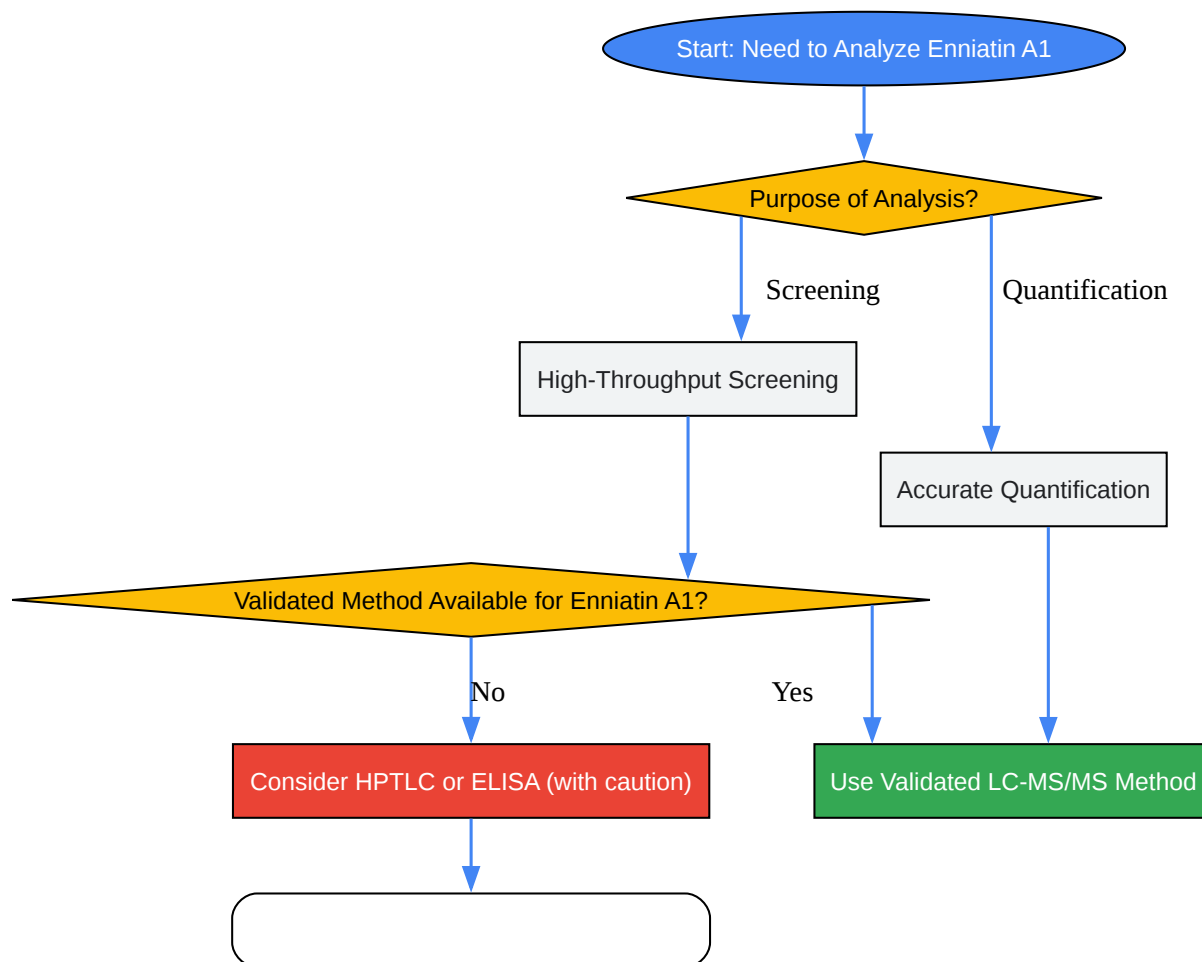 Start: Need to Analyze Enniatin A1
Purpose of Analysis?
Screening
Quantification
High-Throughput Screening
Accurate Quantification
Validated Method Available for Enniatin A1?
No
Yes
Consider HPTLC or ELISA (with caution)
Use Validated LC-MS/MS Method